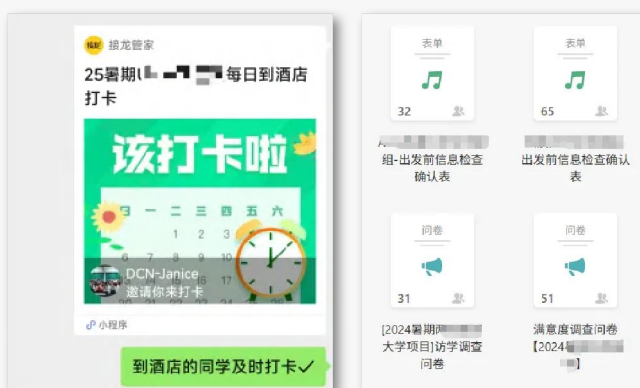 接龙管家
25暑期
每日到酒店
打卡
该打卡啦
日 一 二 三 四 五 六
1 2 3 4
DCN-Janice
邀请你来打卡
小程序
到酒店的同学及时打卡✓
表单
32
组-出发前信息检查
确认表
表单
65
出发前信息检查确认
表
问卷
31
[2024暑期
大学项目]访学调查
问卷
问卷
51
满意度调查问卷
【2024